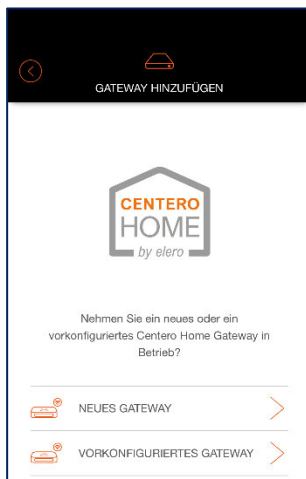 GATEWAY HINZUFÜGEN
CENTERO
HOME
by elero
Nehmen Sie ein neues oder ein
vorkonfiguriertes Centero Home Gateway in
Betrieb?
NEUES GATEWAY
VORKONFIGURIERTES GATEWAY